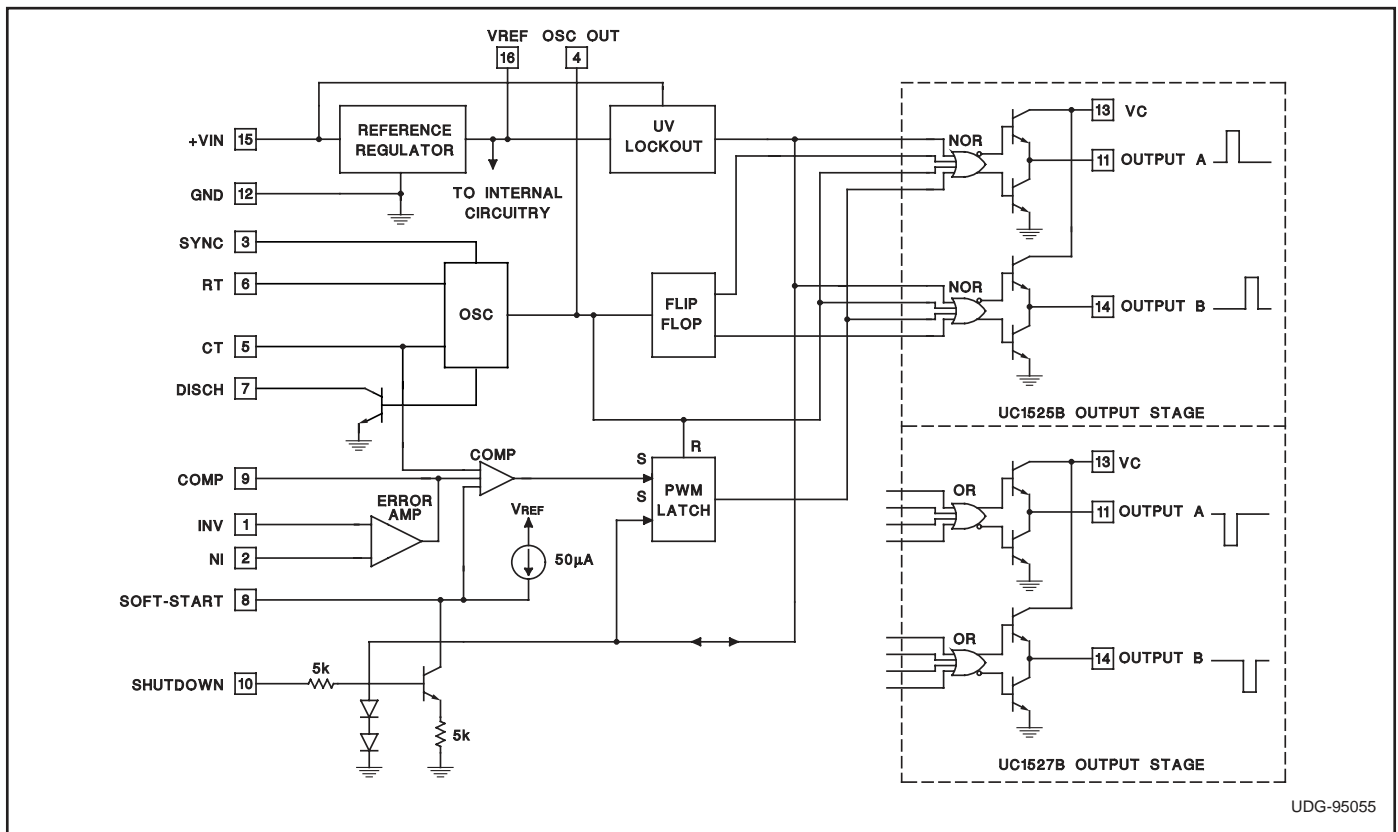 VREF OSC OUT
16 4
+VIN 15
REFERENCE
REGULATOR
UV
LOCKOUT
GND 12
TO INTERNAL
CIRCUITRY
SYNC 3
RT 6
OSC
CT 5
DISCH 7
FLIP
FLOP
COMP 9
COMP
INV 1
ERROR
AMP
NI 2
S
S
R
PWM
LATCH
VREF
50µA
SOFT-START 8
SHUTDOWN 10
5k
5k
NOR
13 VC
11 OUTPUT A
NOR
14 OUTPUT B
UC1525B OUTPUT STAGE
OR
13 VC
11 OUTPUT A
OR
14 OUTPUT B
UC1527B OUTPUT STAGE
UDG-95055